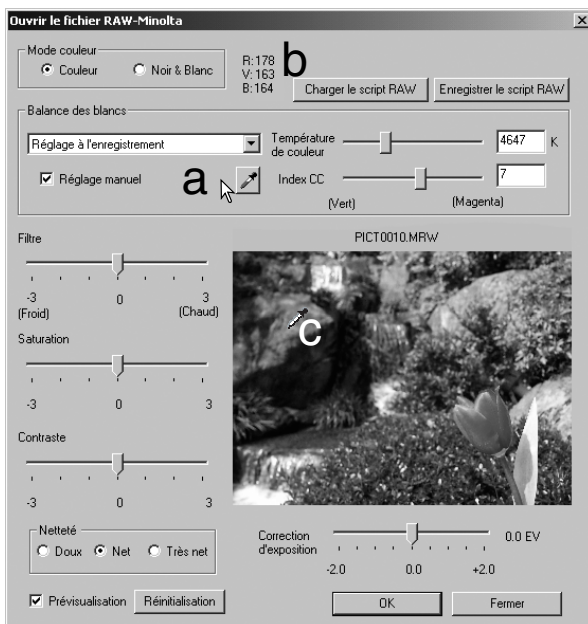 Ouvrir le fichier RAW-Minolta
Mode couleur
Couleur
Noir & Blanc
R:178
V:163
B:164
b
Charger le script RAW
Enregistrer le script RAW
Balance des blancs
Réglage à l'enregistrement
Température
de couleur
4647
K
Réglage manuel
a
Index CC
7
(Vert)
(Magenta)
Filtre
-3
0
3
(Froid)
(Chaud)
PICT0010.MRW
c
Saturation
-3
0
3
Contraste
-3
0
3
Netteté
Doux
Net
Très net
Correction
d'exposition
0.0 EV
-2.0
0.0
+2.0
Prévisualisation
Réinitialisation
OK
Fermer